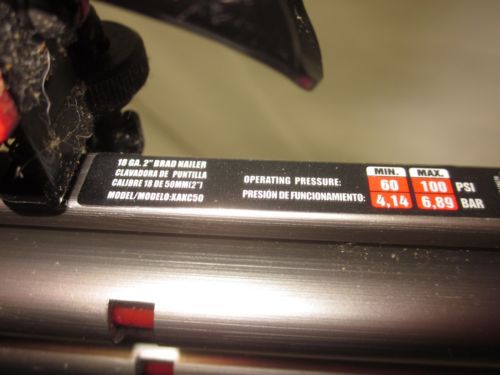 18 GA. 2" BRAD NAILER
CLAVADORA DE PUNTILLA
CALIBRE 18 DE 50MM(2")
MODEL/MODELO:XAKC50
OPERATING PRESSURE:
PRESIÓN DE FUNCIONAMIENTO:
MIN. MAX.
60 100 PSI
4,14 6,89 BAR